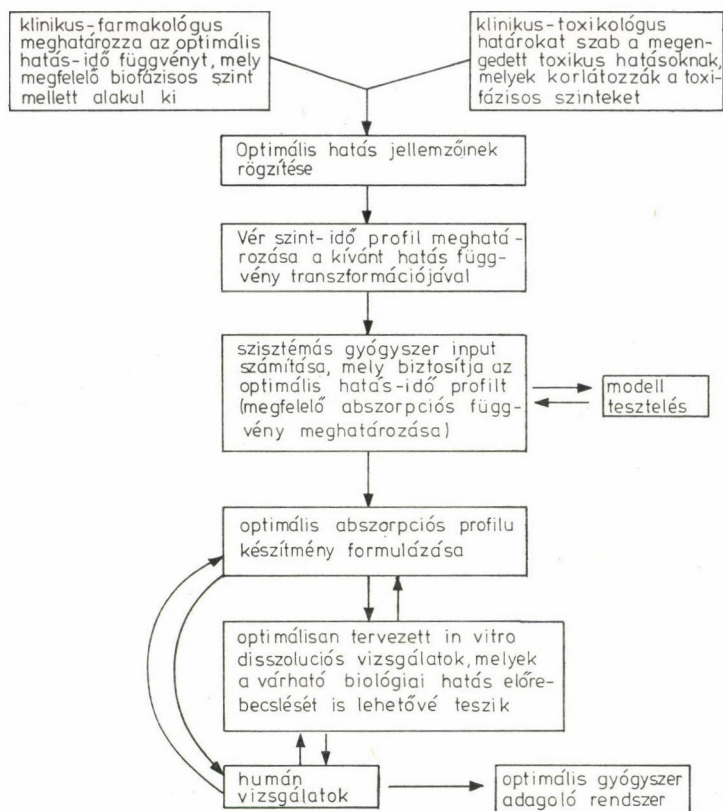 klinikus-farmakológus
meghatározza az optimális
hatás-idő függvényt, mely
megfelelő biofázisos szint
mellett alakul ki
klinikus-toxikológus
határokat szab a megen-
gedett toxikus hatásoknak,
melyek korlátozzák a toxi-
fázisos szinteket
Optimális hatás jellemzőinek
rögzítése
Vér szint-idő profil meghatá-
rozása a kívánt hatás függ-
vény transzformációjával
szisztémás gyógyszer input
számítása, mely biztosítja az
optimális hatás-idő profilt
(megfelelő abszorpciós függ-
vény meghatározása)
modell
tesztelés
optimális abszorpciós profilu
készítmény formulázása
optimálisan tervezett in vitro
disszoluciós vizsgálatok, melyek
a várható biológiai hatás előre-
becslését is lehetővé teszik
humán
vizsgálatok
optimális gyógyszer
adagoló rendszer